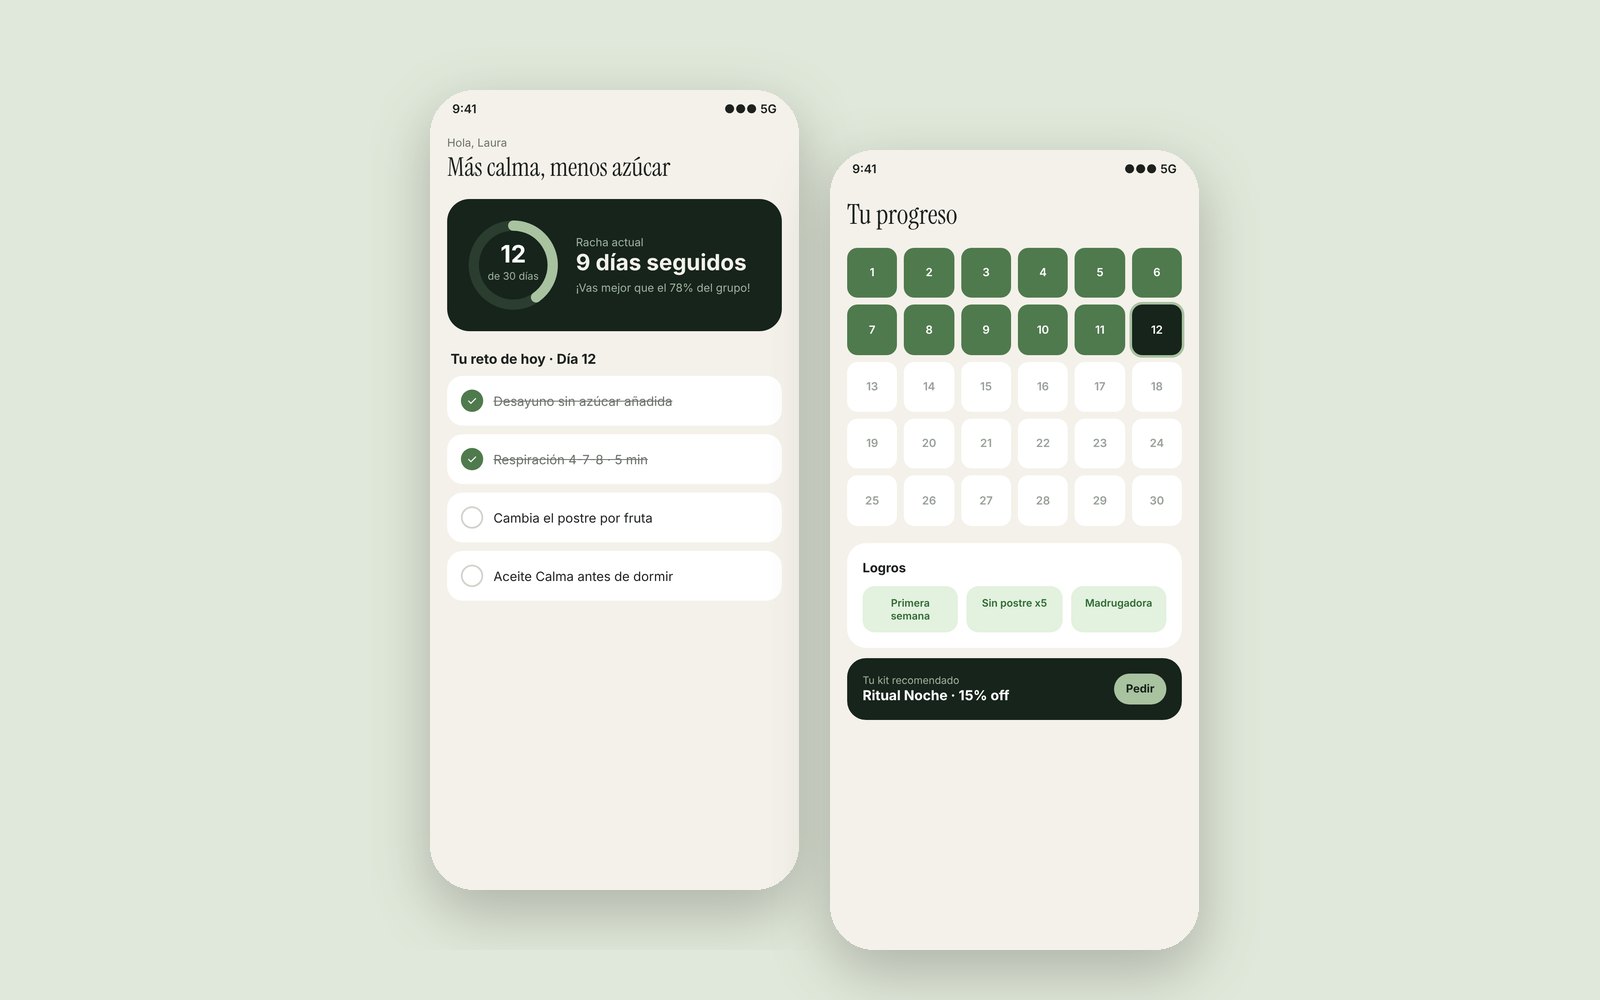 9:41
5G
Hola, Laura
Más calma, menos azúcar
12
de 30 días
Racha actual
9 días seguidos
¡Vas mejor que el 78% del grupo!
Tu reto de hoy · Día 12
Desayuno sin azúcar añadida
Respiración 4-7-8 · 5 min
Cambia el postre por fruta
Aceite Calma antes de dormir
9:41
5G
Tu progreso
1 2 3 4 5 6
7 8 9 10 11 12
13 14 15 16 17 18
19 20 21 22 23 24
25 26 27 28 29 30
Logros
Primera
semana
Sin postre x5
Madrugadora
Tu kit recomendado
Ritual Noche · 15% off
Pedir